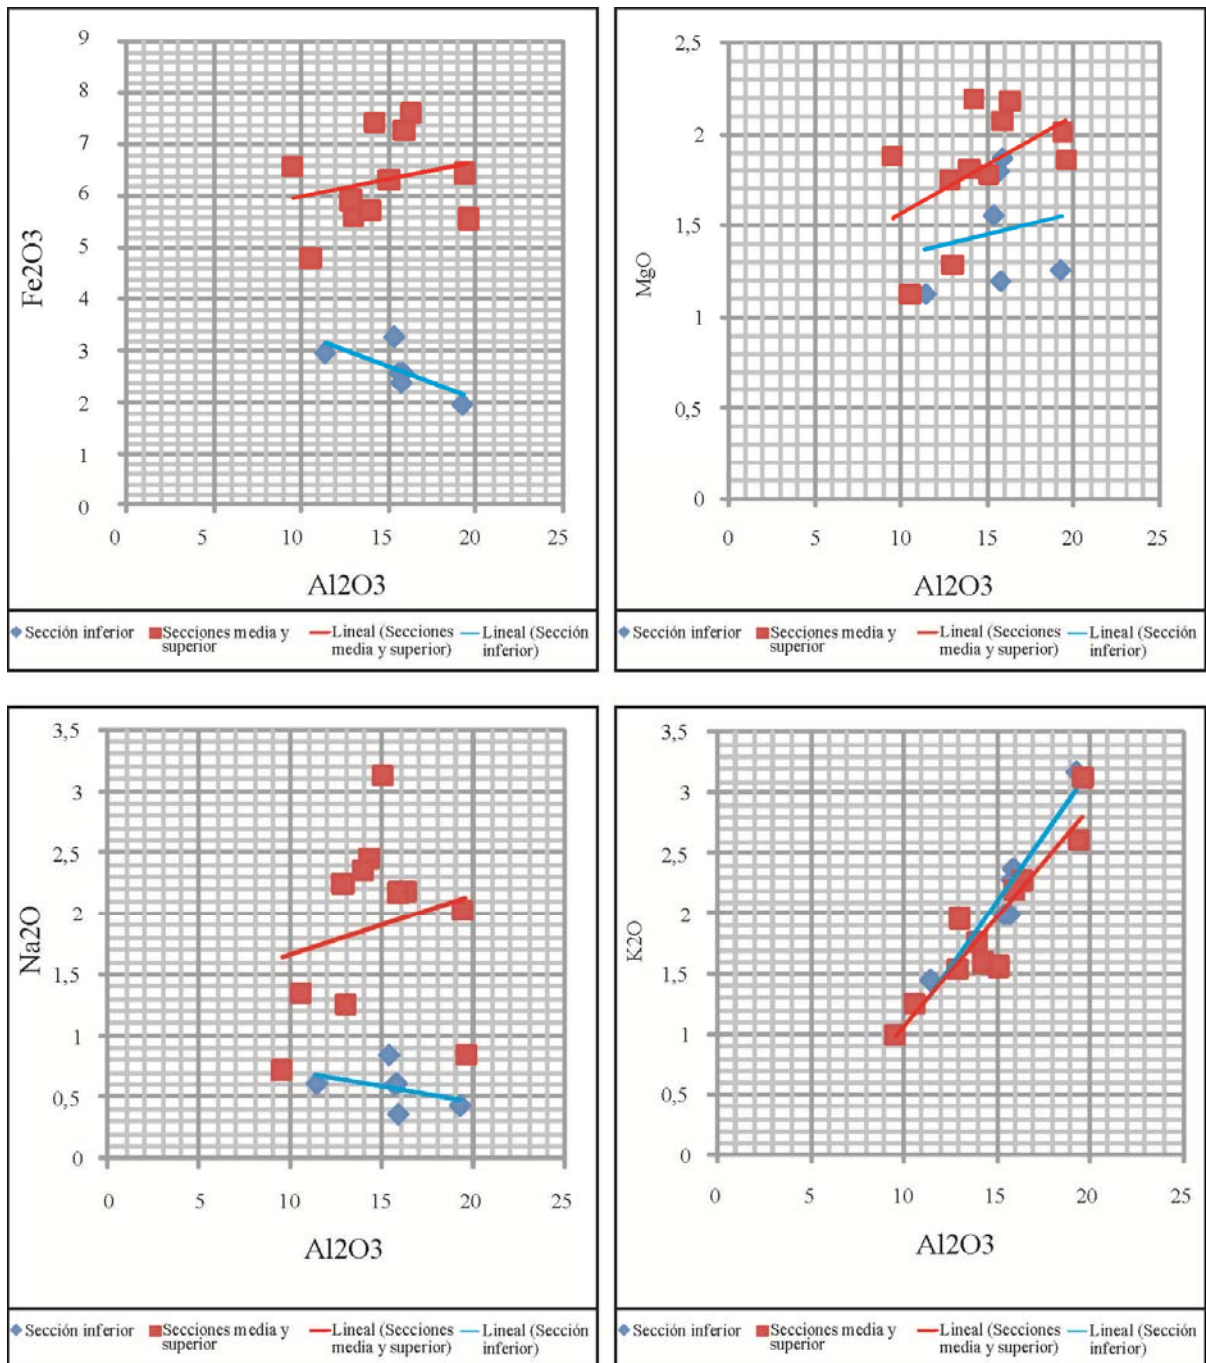 9
8
7
6
5
4
3
2
1
0
Fe2O3
0 5 10 15 20 25
Al2O3
Sección inferior
Secciones media y
superior
Lineal (Secciones
media y superior)
Lineal (Sección
inferior)
2,5
2
1,5
1
0,5
0
MgO
0 5 10 15 20 25
Al2O3
Sección inferior
Secciones media y
superior
Lineal (Secciones
media y superior)
Lineal (Sección
inferior)
3,5
3
2,5
2
1,5
1
0,5
0
Na2O
0 5 10 15 20 25
Al2O3
Sección inferior
Secciones media y
superior
Lineal (Secciones
media y superior)
Lineal (Sección
inferior)
3,5
3
2,5
2
1,5
1
0,5
0
K2O
0 5 10 15 20 25
Al2O3
Sección inferior
Secciones media y
superior
Lineal (Secciones
media y superior)
Lineal (Sección
inferior)